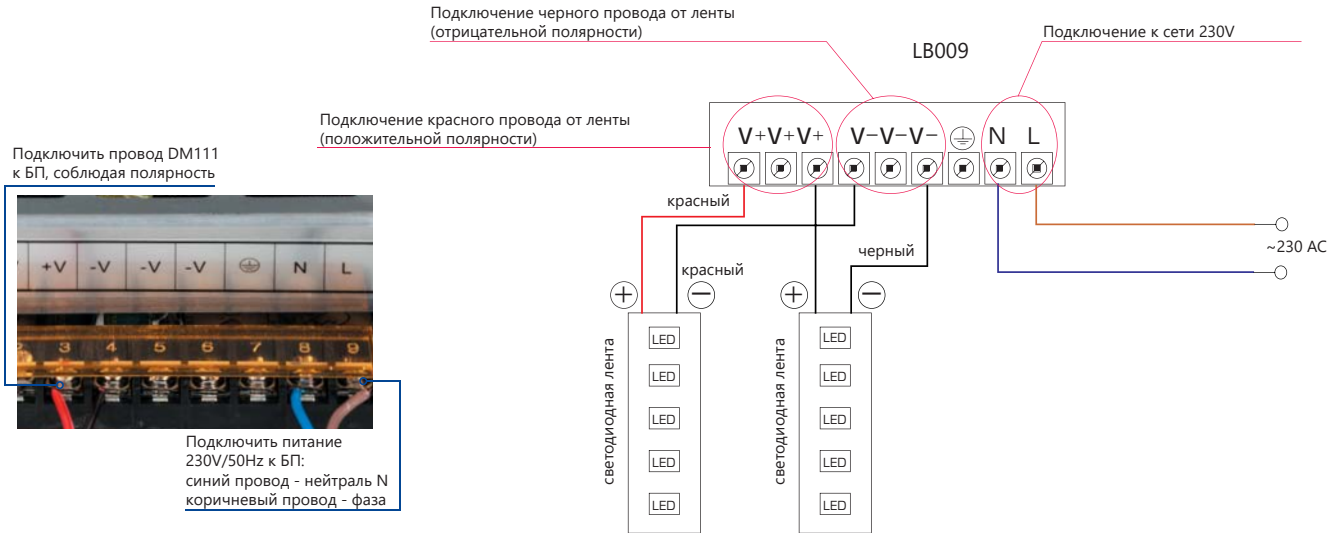 Подключение черного провода от ленты
(отрицательной полярности)
LB009
Подключение к сети 230V
Подключение красного провода от ленты
(положительной полярности)
V+V+V+ V-V-V- N L
Подключить провод DM111
к БП, соблюдая полярность
красный
черный
~230 AC
красный
+V -V -V -V N L
3 4 5 6 7 8 9
+ - + -
светодиодная лента
LED
LED
LED
LED
LED
светодиодная лента
LED
LED
LED
LED
LED
Подключить питание
230V/50Hz к БП:
синий провод - нейтраль N
коричневый провод - фаза